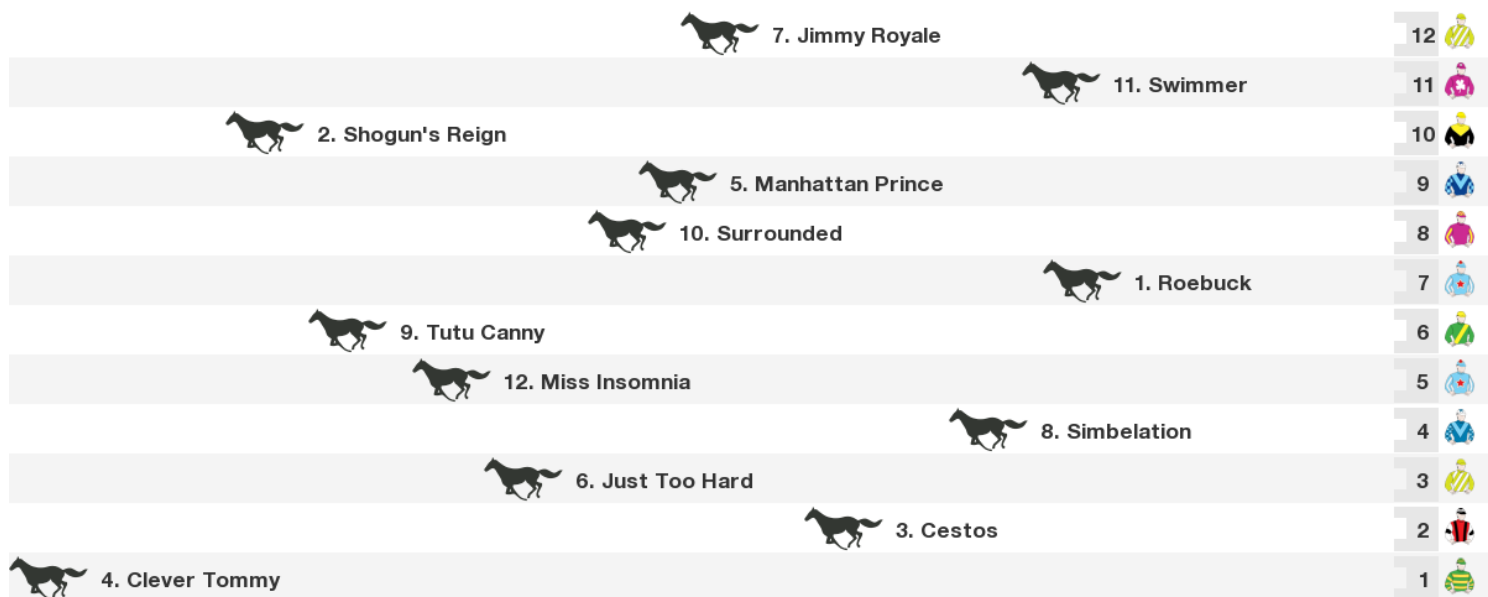 7. Jimmy Royale 12
11. Swimmer 11
2. Shogun's Reign 10
5. Manhattan Prince 9
10. Surrounded 8
1. Roebuck 7
9. Tutu Canny 6
12. Miss Insomnia 5
8. Simbelation 4
6. Just Too Hard 3
3. Cestos 2
4. Clever Tommy 1